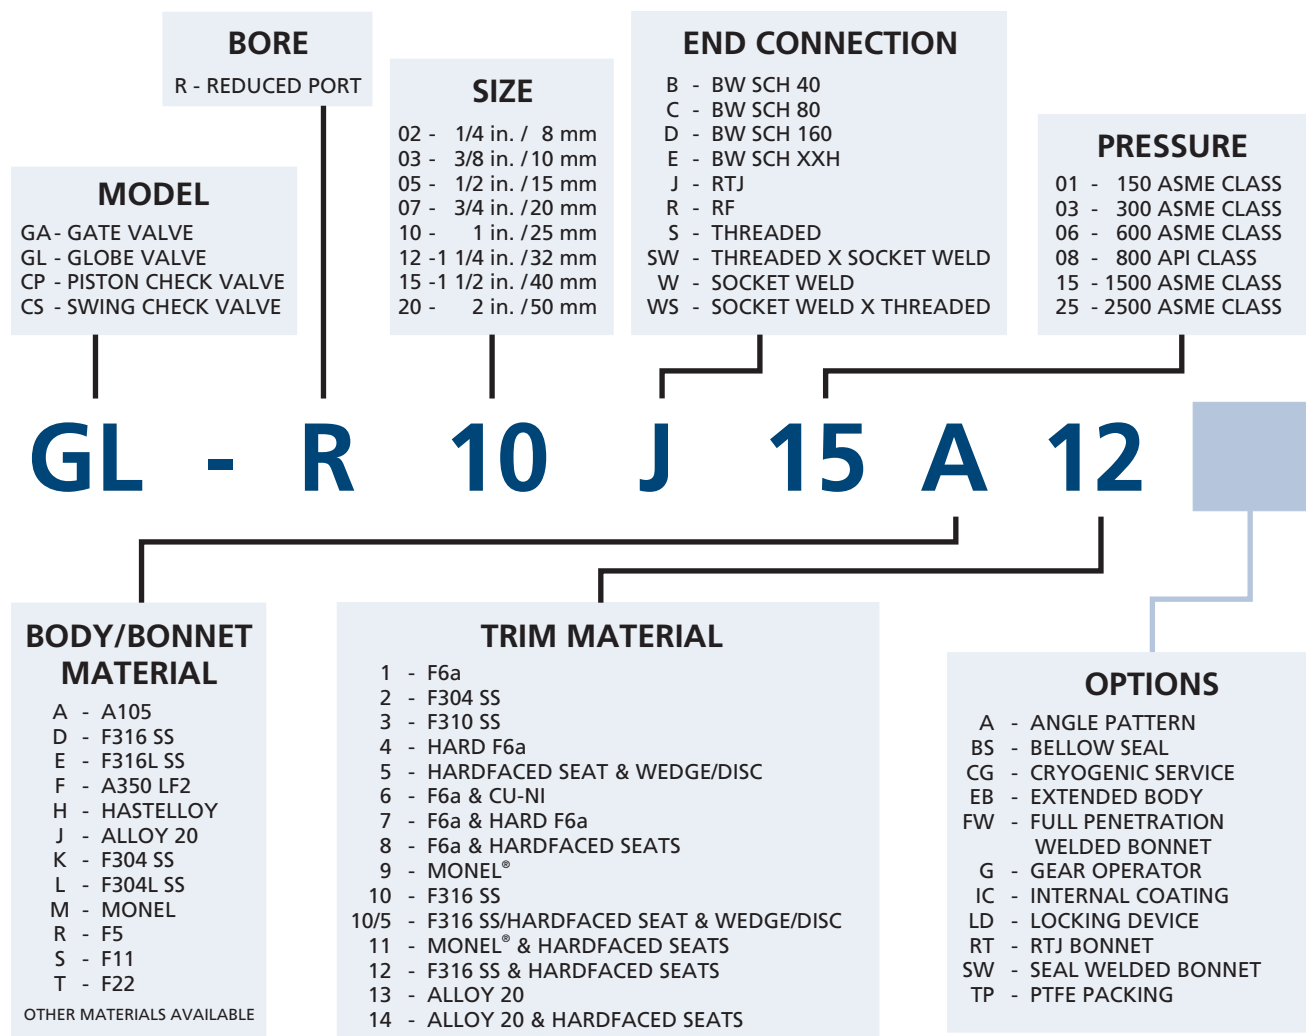 BORE
R - REDUCED PORT
SIZE
02 - 1/4 in. / 8 mm
03 - 3/8 in. /10 mm
05 - 1/2 in. /15 mm
07 - 3/4 in. /20 mm
10 - 1 in. /25 mm
12 -1 1/4 in. /32 mm
15 -1 1/2 in. /40 mm
20 - 2 in. /50 mm
END CONNECTION
B - BW SCH 40
C - BW SCH 80
D - BW SCH 160
E - BW SCH XXH
J - RTJ
R - RF
S - THREADED
SW - THREADED X SOCKET WELD
W - SOCKET WELD
WS - SOCKET WELD X THREADED
PRESSURE
01 - 150 ASME CLASS
03 - 300 ASME CLASS
06 - 600 ASME CLASS
08 - 800 API CLASS
15 - 1500 ASME CLASS
25 - 2500 ASME CLASS
MODEL
GA - GATE VALVE
GL - GLOBE VALVE
CP - PISTON CHECK VALVE
CS - SWING CHECK VALVE
GL - R 10 J 15 A 12
BODY/BONNET
MATERIAL
A - A105
D - F316 SS
E - F316L SS
F - A350 LF2
H - HASTELLOY
J - ALLOY 20
K - F304 SS
L - F304L SS
M - MONEL
R - F5
S - F11
T - F22
OTHER MATERIALS AVAILABLE
TRIM MATERIAL
1 - F6a
2 - F304 SS
3 - F310 SS
4 - HARD F6a
5 - HARDFACED SEAT & WEDGE/DISC
6 - F6a & CU-NI
7 - F6a & HARD F6a
8 - F6a & HARDFACED SEATS
9 - MONEL®
10 - F316 SS
10/5 - F316 SS/HARDFACED SEAT & WEDGE/DISC
11 - MONEL® & HARDFACED SEATS
12 - F316 SS & HARDFACED SEATS
13 - ALLOY 20
14 - ALLOY 20 & HARDFACED SEATS
OPTIONS
A - ANGLE PATTERN
BS - BELLOW SEAL
CG - CRYOGENIC SERVICE
EB - EXTENDED BODY
FW - FULL PENETRATION
WELDED BONNET
G - GEAR OPERATOR
IC - INTERNAL COATING
LD - LOCKING DEVICE
RT - RTJ BONNET
SW - SEAL WELDED BONNET
TP - PTFE PACKING